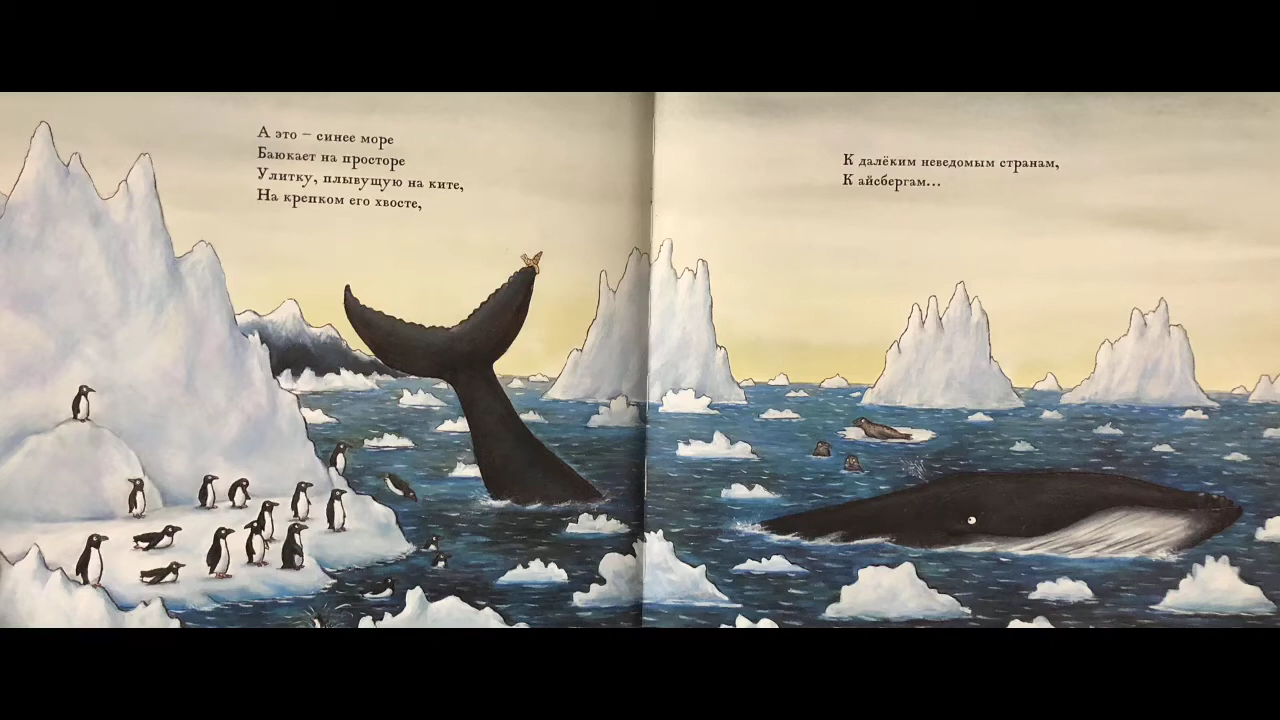 А это – синее море
Баюкает на просторе
Улитку, плывущую на ките,
На крепком его хвосте,
К далёким неведомым странам,
К айсбергам...